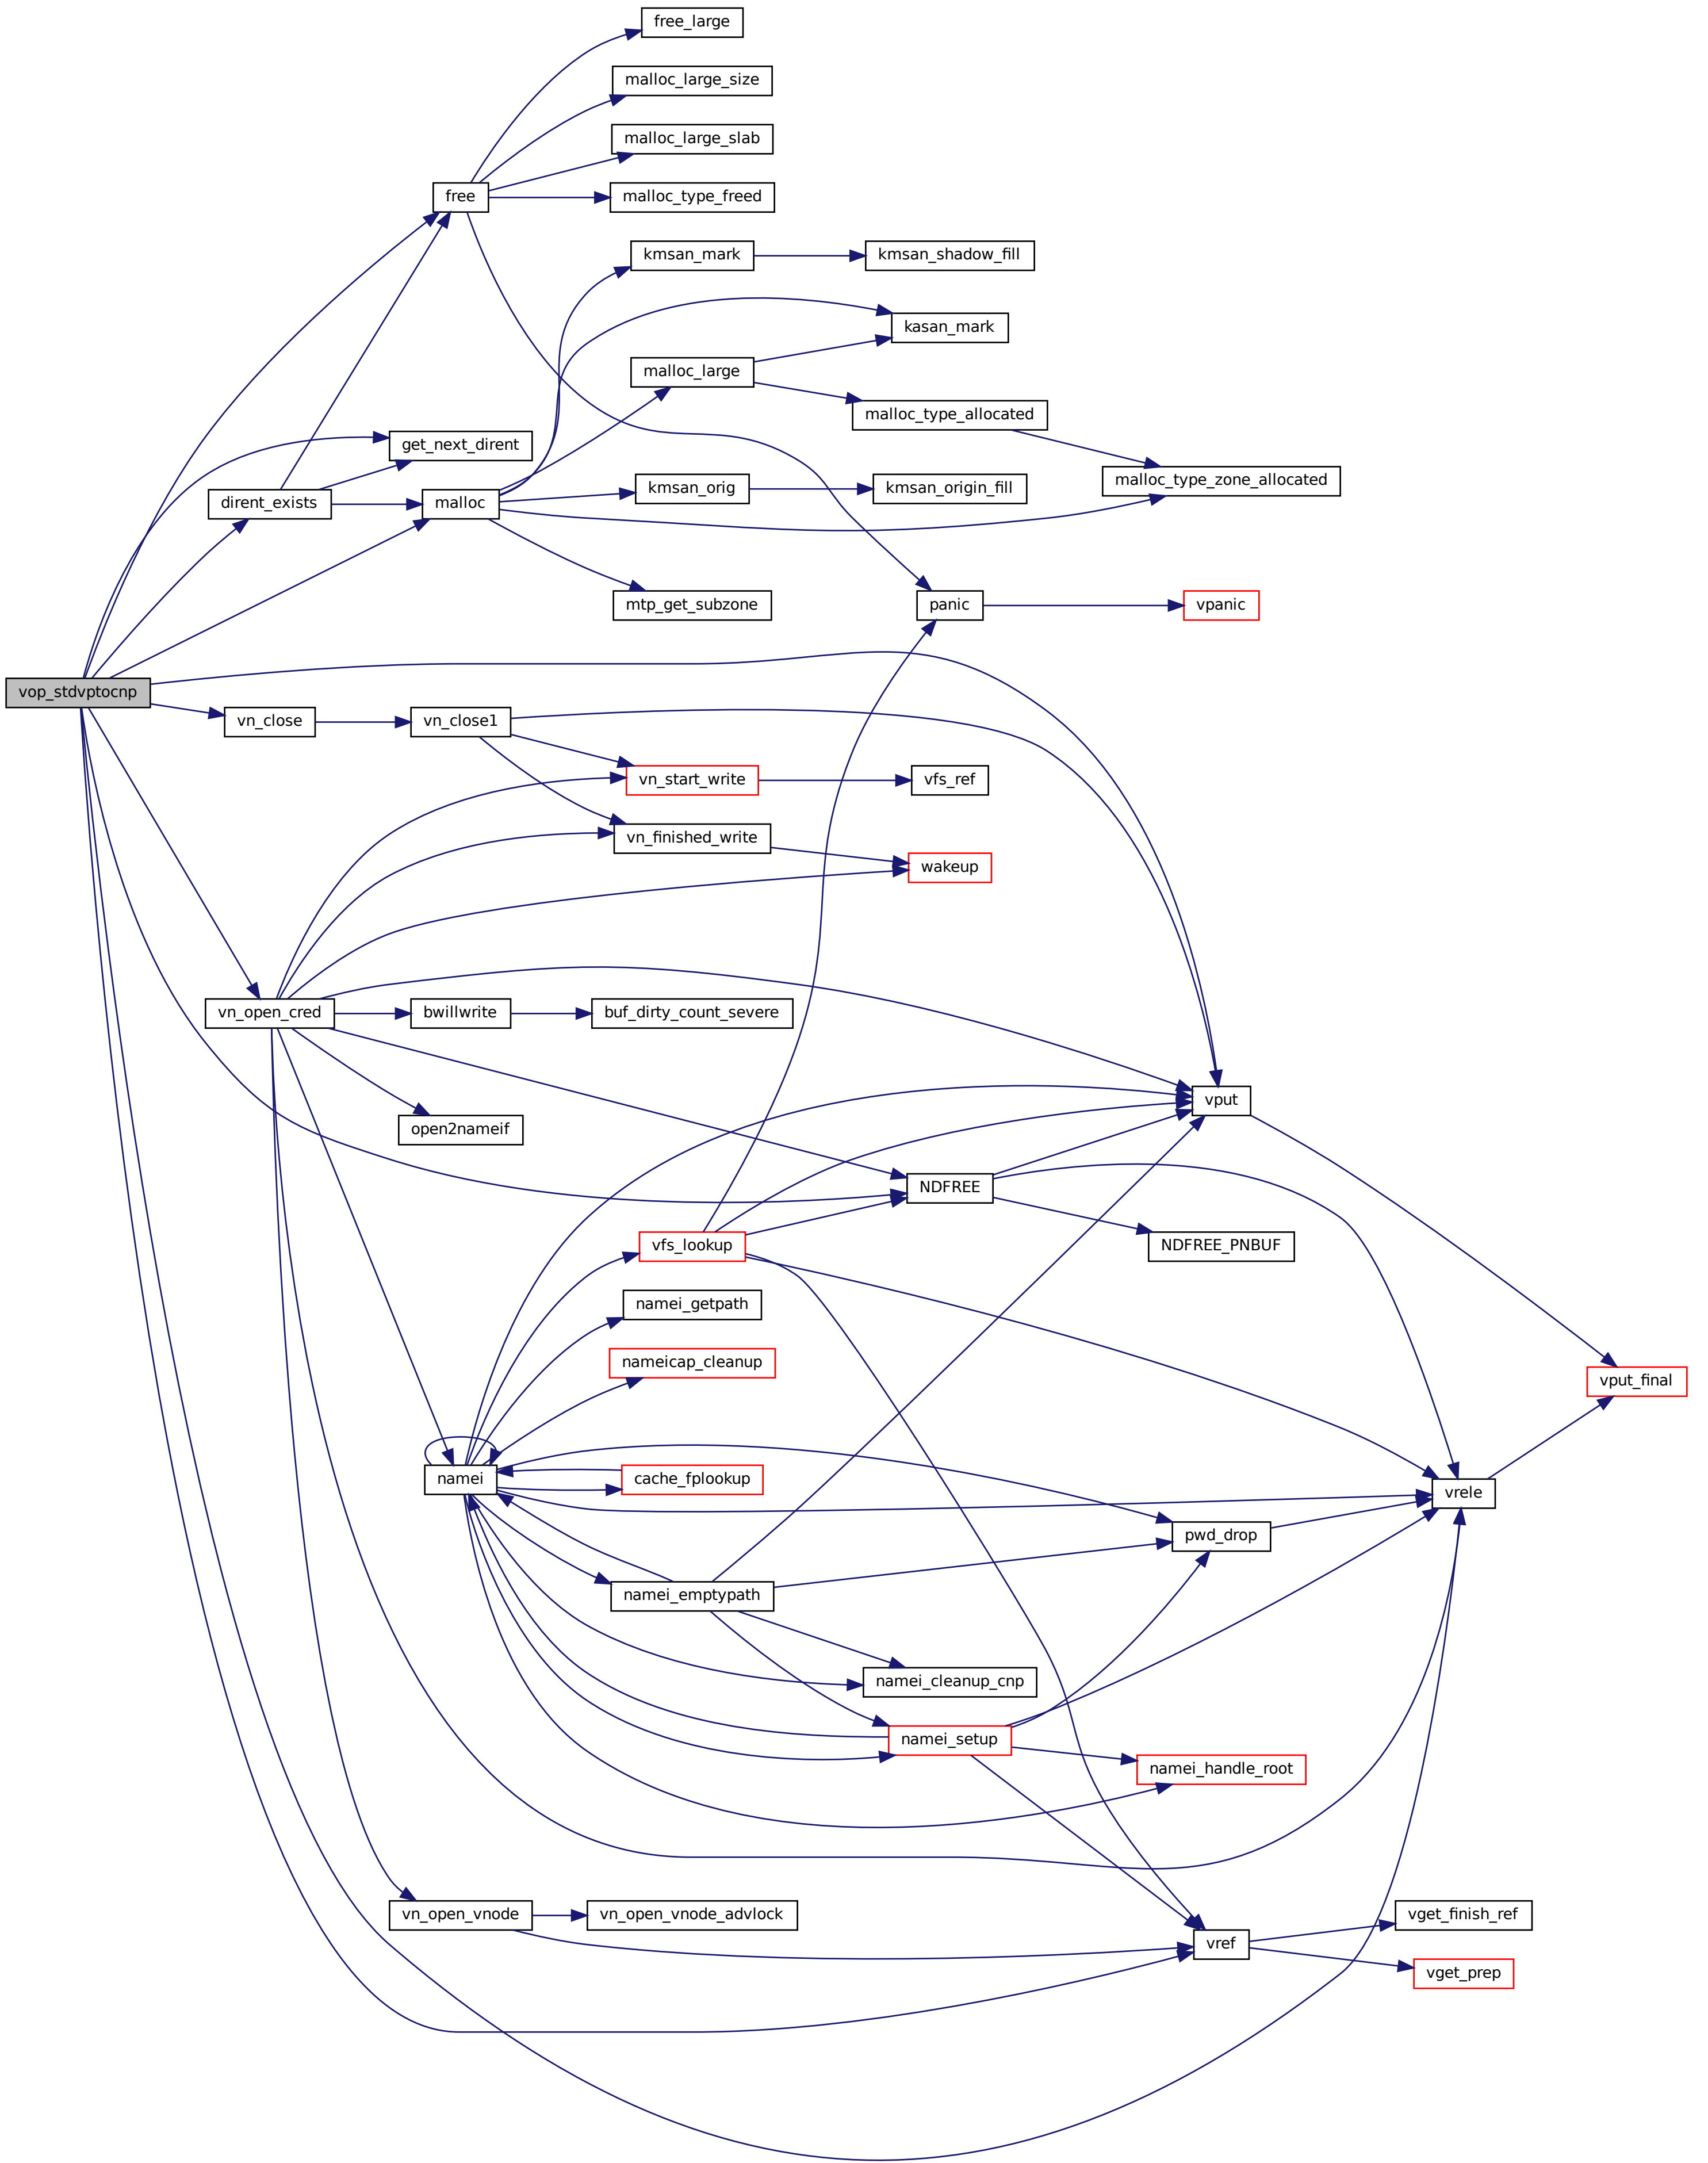 free_large
malloc_large_size
malloc_large_slab
free
malloc_type_freed
kmsan_mark
kmsan_shadow_fill
kasan_mark
malloc_large
malloc_type_allocated
get_next_dirent
malloc_type_zone_allocated
kmsan_orig
kmsan_origin_fill
dirent_exists
malloc
mtp_get_subzone
panic
vpanic
vop_stdvptocnp
vn_close
vn_close1
vn_start_write
vfs_ref
vn_finished_write
wakeup
vn_open_cred
bwillwrite
buf_dirty_count_severe
vput
open2nameif
NDFREE
vfs_lookup
NDFREE_PNBUF
namei_getpath
nameicap_cleanup
vput_final
namei
cache_fplookup
vrele
pwd_drop
namei_emptypath
namei_cleanup_cnp
namei_setup
namei_handle_root
vn_open_vnode
vn_open_vnode_advlock
vget_finish_ref
vref
vget_prep